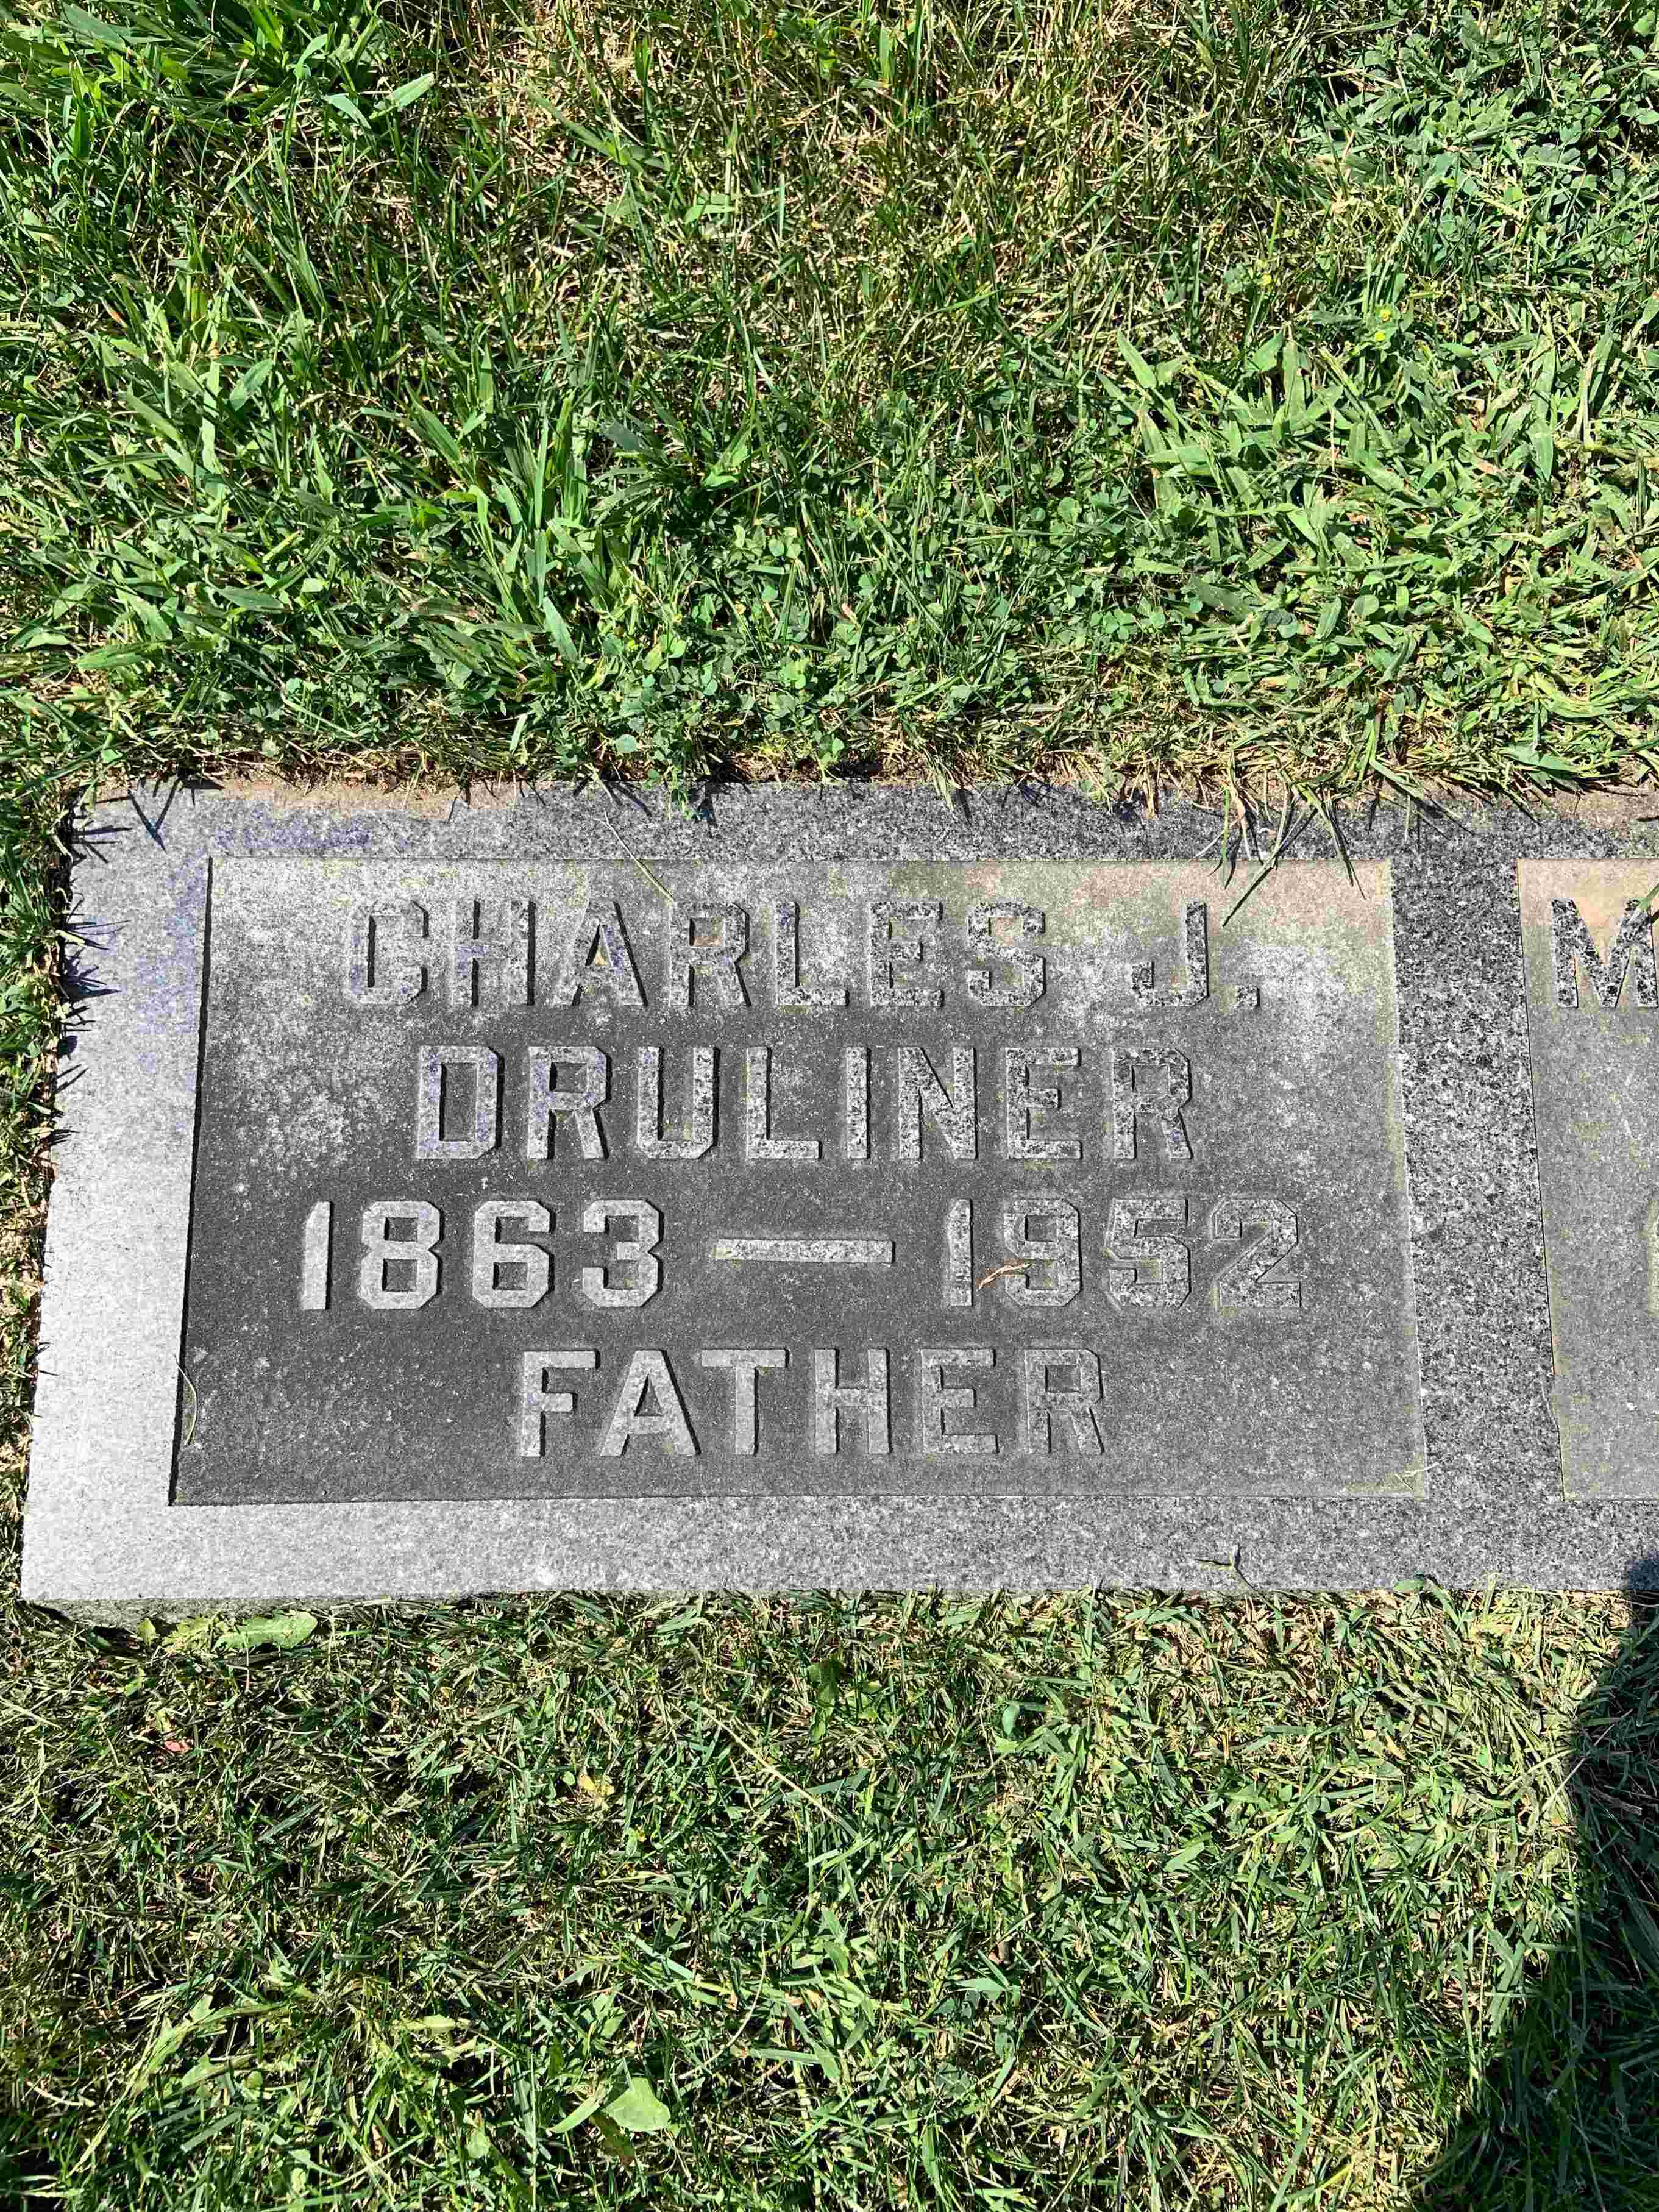 CHARLES J.
DRULINER
1863 — 1952
FATHER